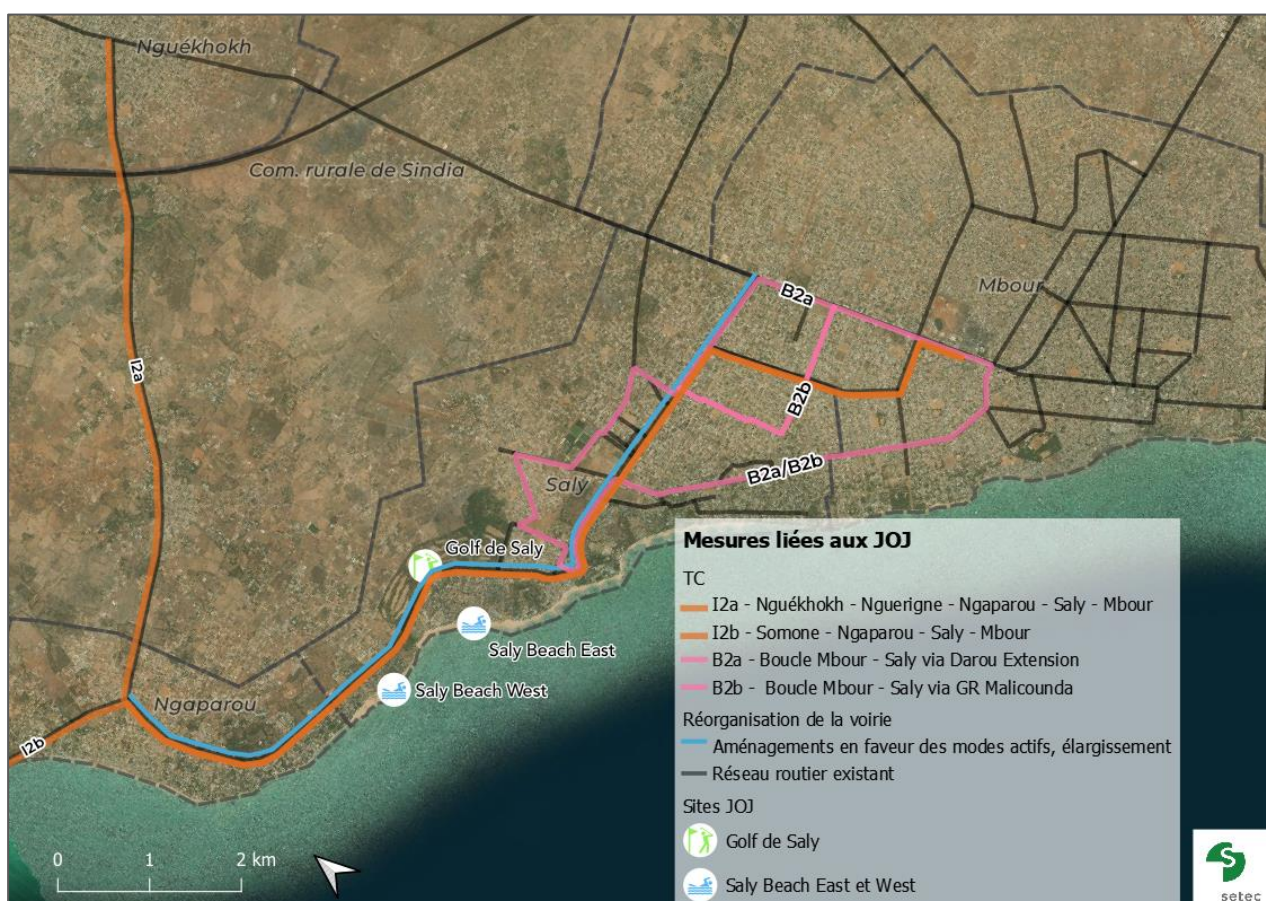 Nguékhokh
Com. rurale de Sindia
I2a
B2a
Mbour
B2b
B2a/B2b
Saly
Golf de Saly
Saly Beach East
Saly Beach West
Ngaparou
I2b
Mesures liées aux JOJ
TC
I2a - Nguékhokh - Nguerigne - Ngaparou - Saly - Mbour
I2b - Somone - Ngaparou - Saly - Mbour
B2a - Boucle Mbour - Saly via Darou Extension
B2b - Boucle Mbour - Saly via GR Malicounda
Réorganisation de la voirie
Aménagements en faveur des modes actifs, élargissement
Réseau routier existant
Sites JOJ
Golf de Saly
Saly Beach East et West
0 1 2 km
setec